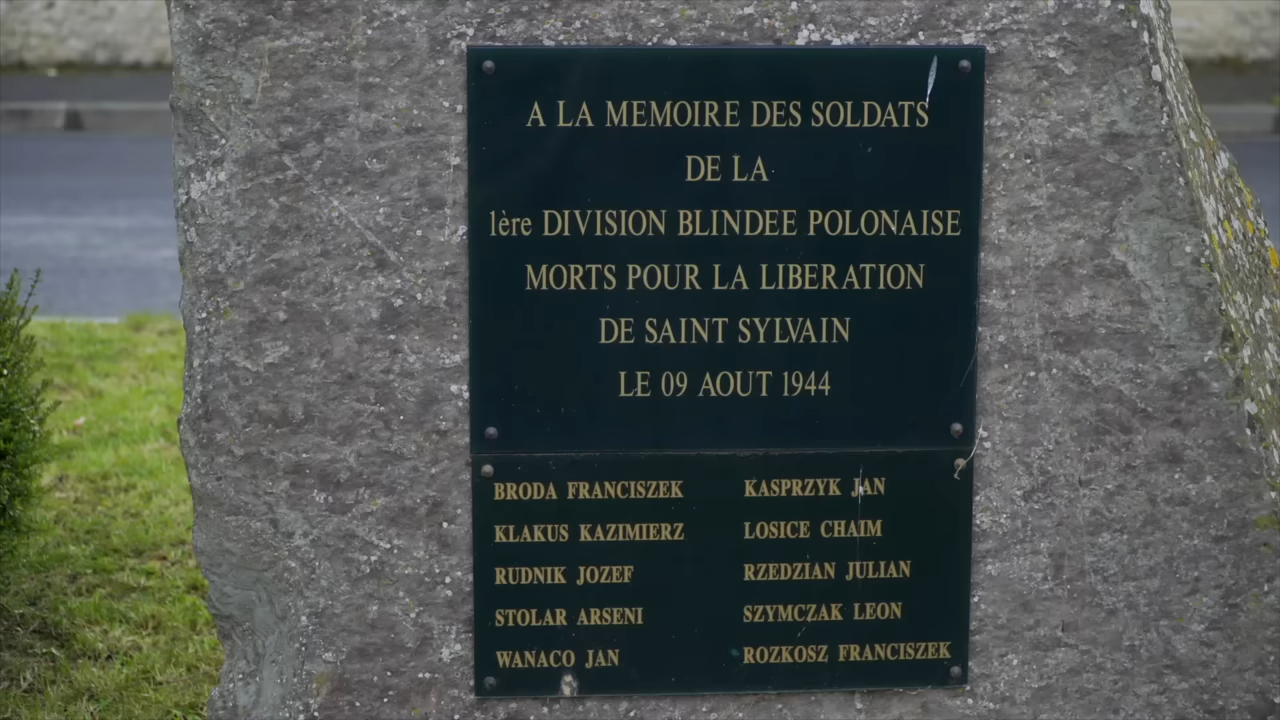 A LA MEMOIRE DES SOLDATS
DE LA
1ère DIVISION BLINDEE POLONAISE
MORTS POUR LA LIBERATION
DE SAINT SYLVAIN
LE 09 AOUT 1944
BRODA FRANCISZEK
KLAKUS KAZIMIERZ
RUDNIK JOZEF
STOLAR ARSENI
WANACO JAN
KASPRZYK JAN
LOSICE CHAIM
RZEDZIAN JULIAN
SZYMCZAK LEON
ROZKOSZ FRANCISZEK